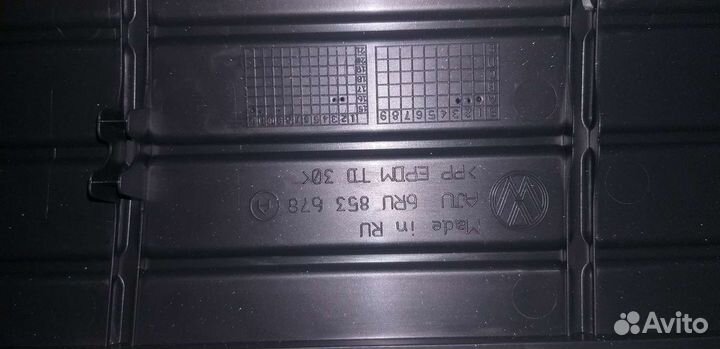 Made in RU
AJU 6RU 853 678 A
>PP EPDM TD 30<
Avito